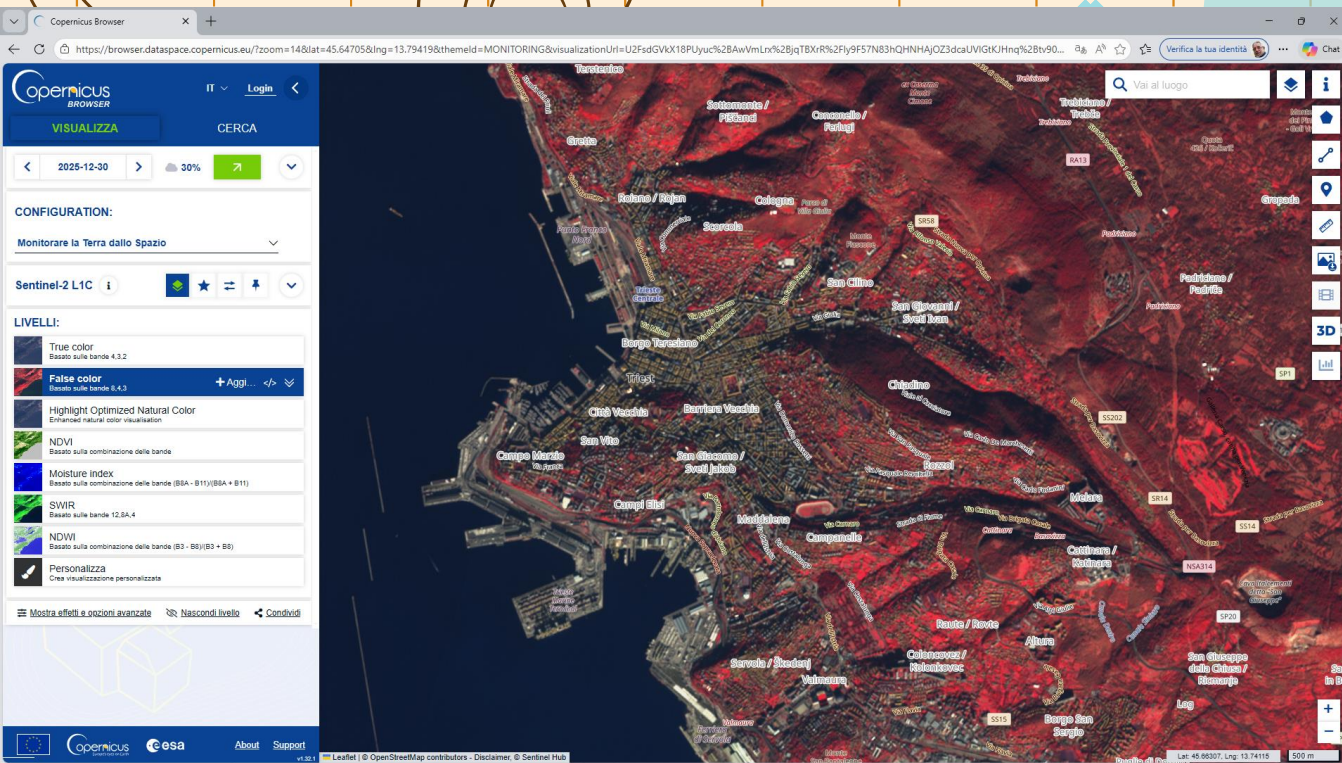 Copernicus Browser
https://browser.dataspace.copernicus.eu/?zoom=14&lat=45.64705&lng=13.79419&themeId=MONITORING&visualizationUrl=U2FsdGVkX18PUyuc%2BAwVmLrx%2BjqTBXrR%2Fly9F57N83hQHNHAjOZ3dcaUVIGtKJHnq%2Btv90...
Verifica la tua identità
Chat
Copernicus
BROWSER
IT
Login
VISUALIZZA
CERCA
2025-12-30
30%
CONFIGURATION:
Monitorare la Terra dallo Spazio
Sentinel-2 L1C
LIVELLI:
True color
Basato sulle bande 4,3,2
False color
Basato sulle bande 8,4,3
+ Aggi...
Highlight Optimized Natural Color
Enhanced natural color visualisation
NDVI
Basato sulla combinazione delle bande
Moisture index
Basato sulla combinazione delle bande (B8A - B11)/(B8A + B11)
SWIR
Basato sulle bande 12,8A,4
NDWI
Basato sulla combinazione delle bande (B3 - B8)/(B3 + B8)
Personalizza
Crea visualizzazione personalizzata
Mostra effetti e opzioni avanzate
Nascondi livello
Condividi
Copernicus
esa
About
Support
v1.32.1
Vai al luogo
3D
Terstenico
Sottomonte / Piščanci
Conconello / Ferlugi
Trebiciano / Trebče
Gretta
RA13
Roiano / Rojan
Cologna
Scorcola
SR58
Gropada
Punto Franco Nord
Trieste Centrale
San Cilino
San Giovanni / Sveti Ivan
Padriciano / Padriče
Borgo Teresiano
Triest
SP1
Chiadino
Città Vecchia
Barriera Vecchia
SS202
San Vito
Campo Marzio
San Giacomo / Sveti Jakob
Rozzol
Campi Elisi
Melara
SR14
Maddalena
SS14
Campanelle
Cattinara / Katinara
NSA314
SP20
Raute / Rovte
Altura
Coloncovez / Kolonkovec
San Giuseppe della Chiusa / Ricmanje
Servola / Škedenj
Valmaura
Log
SS15
Borgo San Sergio
Leaflet | © OpenStreetMap contributors - Disclaimer, © Sentinel Hub
Lat: 45.66307, Lng: 13.74115
500 m